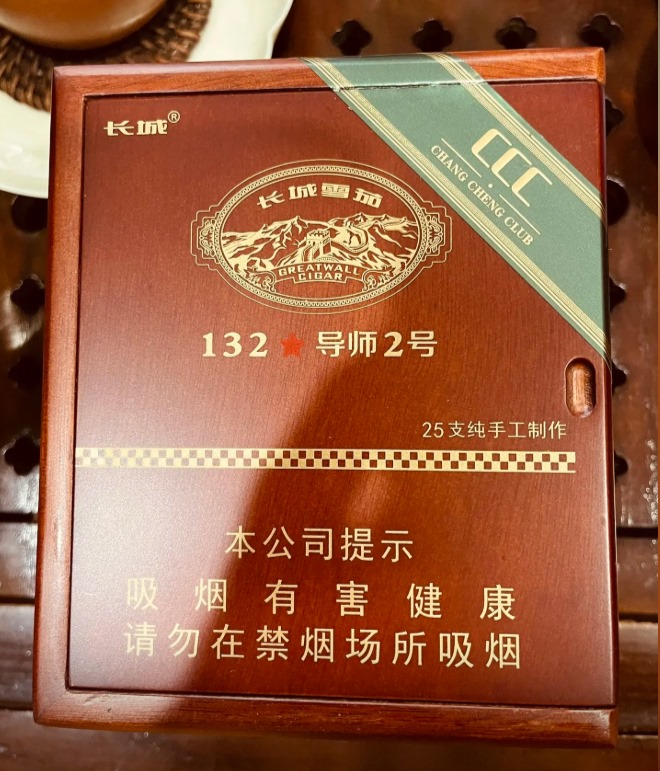 长城®
CCC
CHANG CHENG CLUB
长城雪茄
GREATWALL
CIGAR
132★导师2号
25支纯手工制作
本公司提示
吸烟有害健康
请勿在禁烟场所吸烟